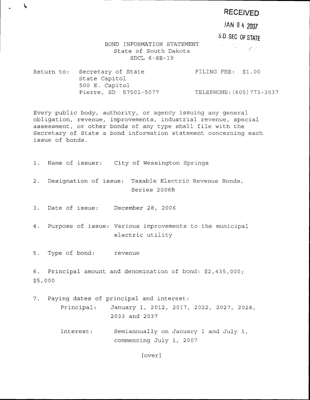 RECEIVED
JAN 04 2007
S.D. SEC OF STATE
BOND INFORMATION STATEMENT
State of South Dakota
SDCL 6-8B-19
Return to: Secretary of State FILING FEE: $1.00
State Capitol
500 E. Capitol
Pierre, SD 57501-5077 TELEPHONE:(605)773-3537
Every public body, authority, or agency issuing any general
obligation, revenue, improvements, industrial revenue, special
assessment, or other bonds of any type shall file with the
Secretary of State a bond information statement concerning each
issue of bonds.
1. Name of issuer: City of Wessington Springs
2. Designation of issue: Taxable Electric Revenue Bonds,
Series 2006B
3. Date of issue: December 28, 2006
4. Purpose of issue: Various improvements to the municipal
electric utility
5. Type of bond: revenue
6. Principal amount and denomination of bond: $2,435,000;
$5,000
7. Paying dates of principal and interest:
Principal: January 1, 2012, 2017, 2022, 2027, 2028,
2033 and 2037
Interest: Semiannually on January 1 and July 1,
commencing July 1, 2007
[over]